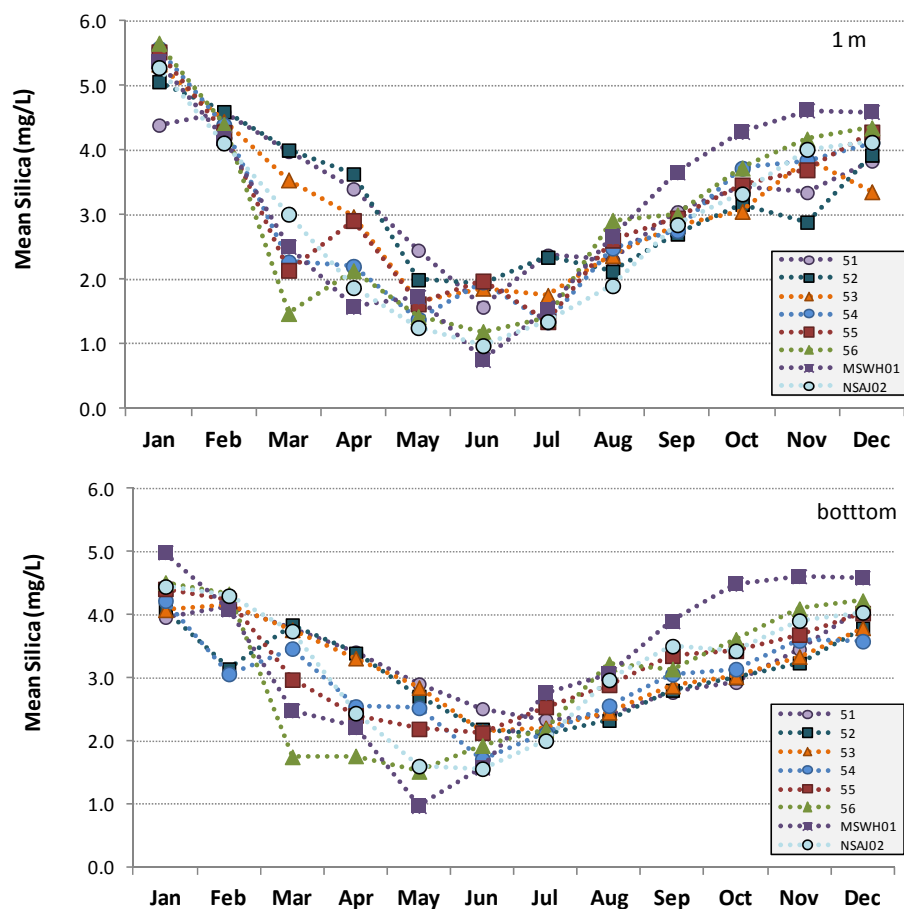 Mean Silica (mg/L)
6.0
5.0
4.0
3.0
2.0
1.0
0.0
1 m
51
52
53
54
55
56
MSWH01
NSAJ02
Jan Feb Mar Apr May Jun Jul Aug Sep Oct Nov Dec
Mean Silica (mg/L)
6.0
5.0
4.0
3.0
2.0
1.0
0.0
botttom
51
52
53
54
55
56
MSWH01
NSAJ02
Jan Feb Mar Apr May Jun Jul Aug Sep Oct Nov Dec